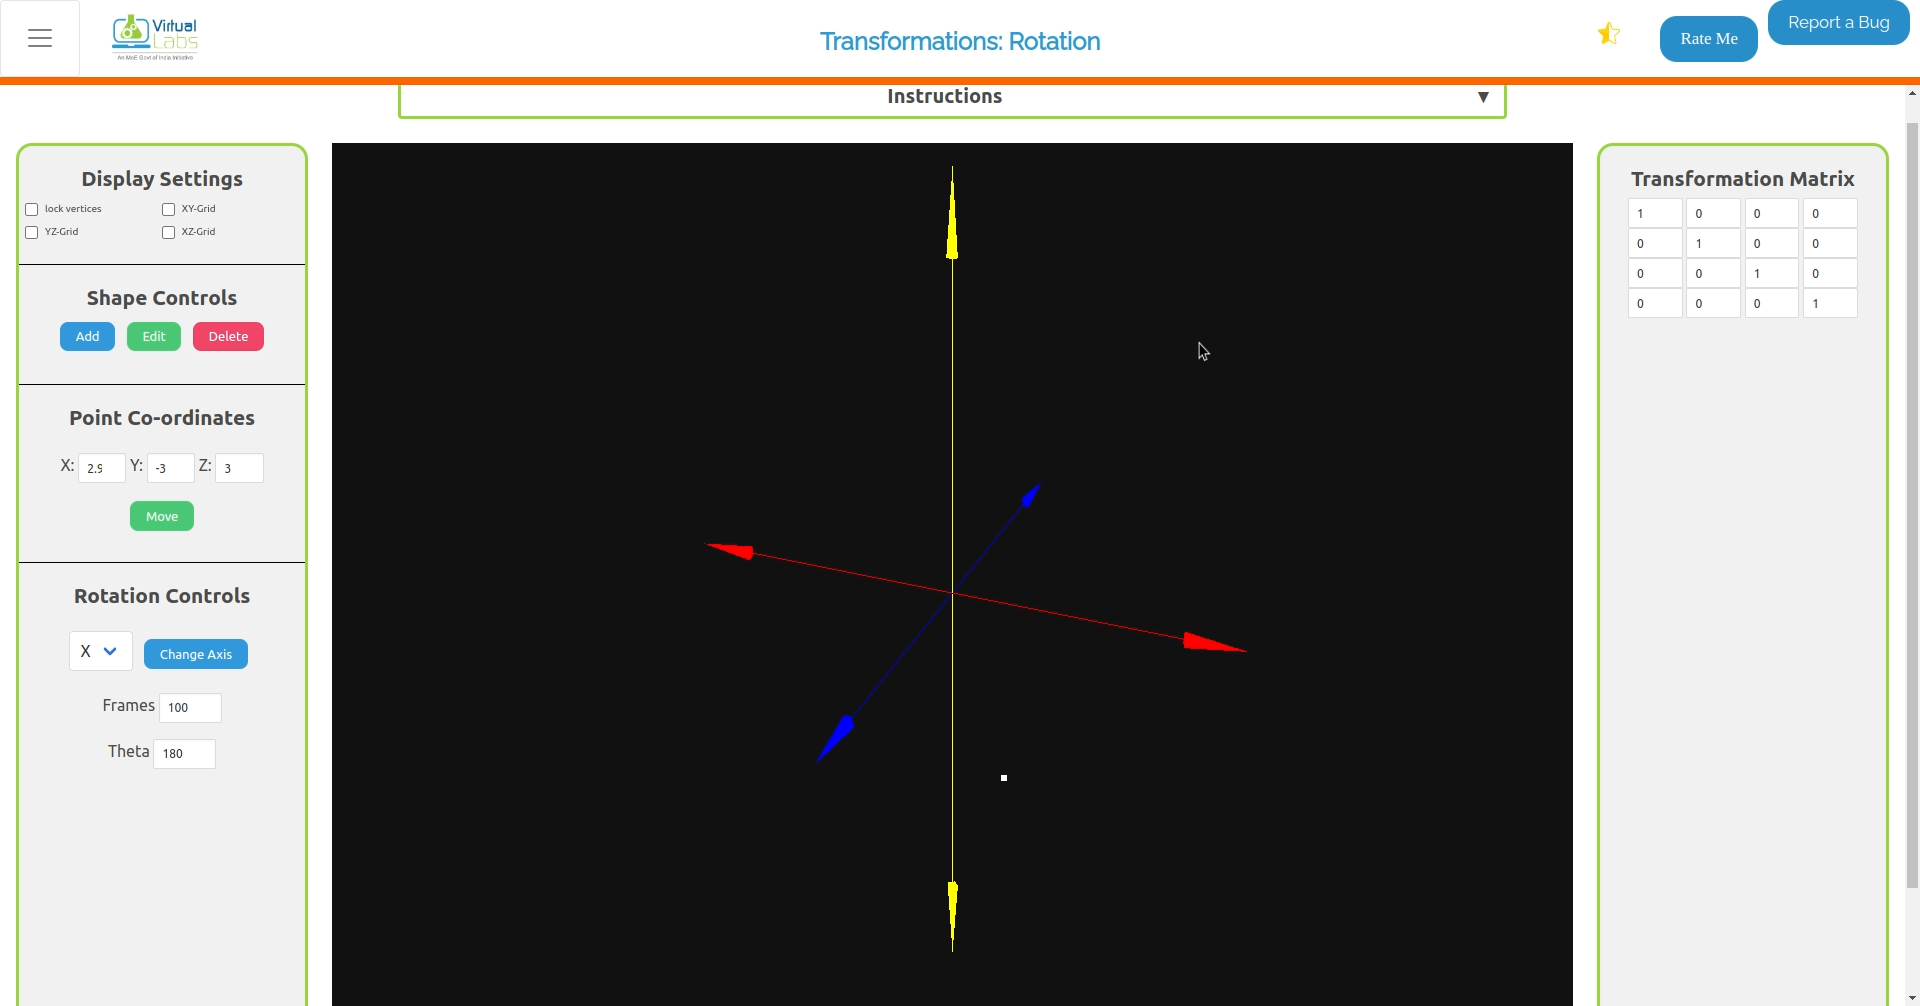 Virtual
Labs
An MoE Govt of India Initiative
Transformations: Rotation
Rate Me
Report a Bug
Instructions ▼
Display Settings
lock vertices XY-Grid
YZ-Grid XZ-Grid
Shape Controls
Add Edit Delete
Point Co-ordinates
X: 2.9 Y: -3 Z: 3
Move
Rotation Controls
X Change Axis
Frames 100
Theta 180
Transformation Matrix
1 0 0 0
0 1 0 0
0 0 1 0
0 0 0 1